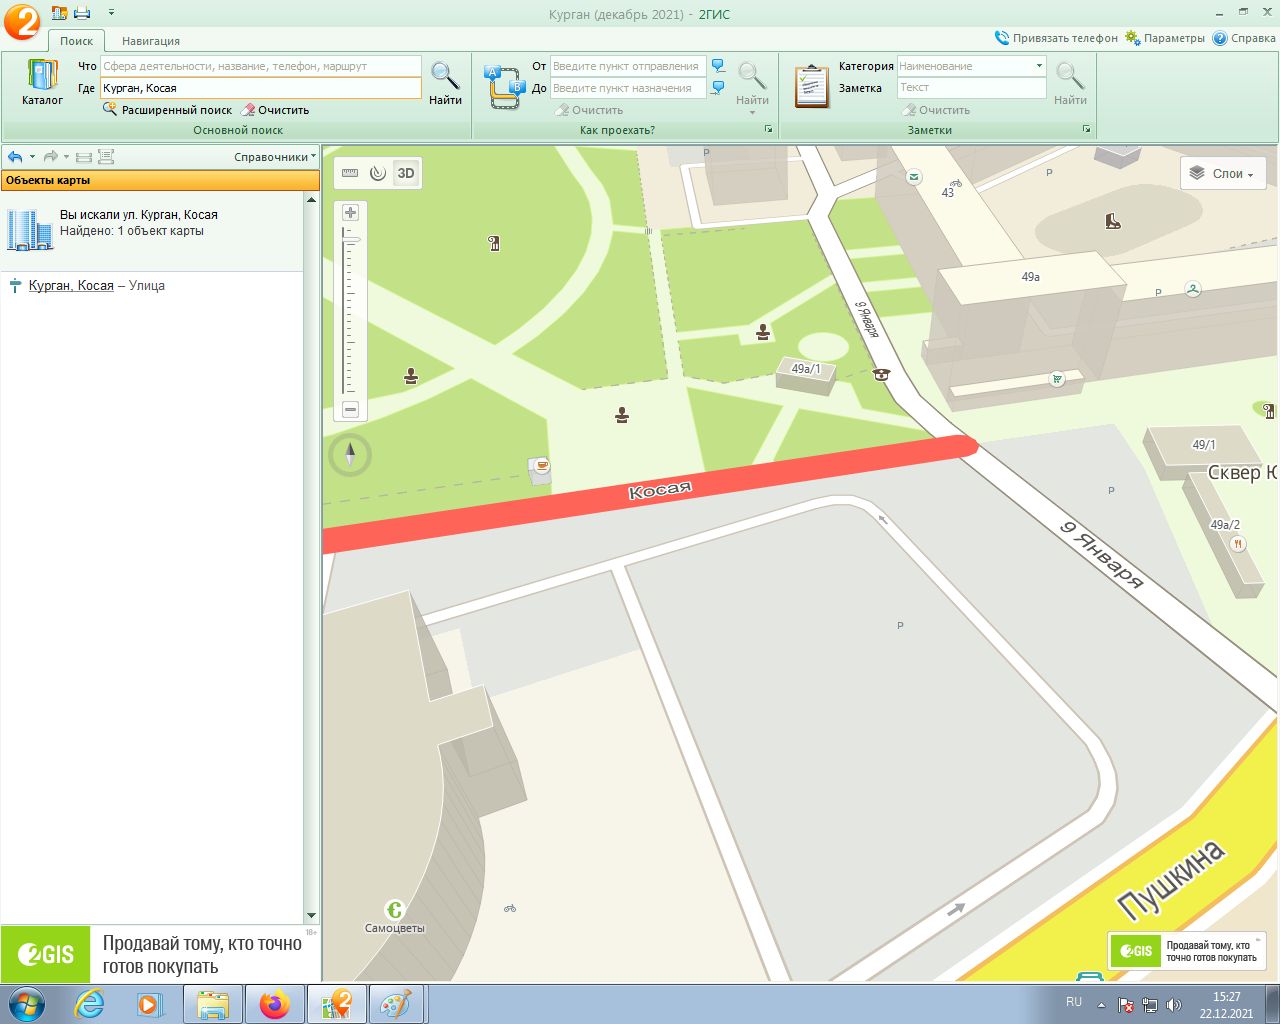 Курган (декабрь 2021) - 2ГИС
Поиск
Навигация
Привязать телефон
Параметры
Справка
Каталог
Что
Сфера деятельности, название, телефон, маршрут
Где
Курган, Косая
Расширенный поиск
Очистить
Найти
Основной поиск
От
Введите пункт отправления
До
Введите пункт назначения
Очистить
Найти
Как проехать?
Категория
Наименование
Заметка
Текст
Очистить
Найти
Заметки
Справочники
Объекты карты
Вы искали ул. Курган, Косая
Найдено: 1 объект карты
Курган, Косая – Улица
2GIS
Продавай тому, кто точно
готов покупать
18+
3D
Слои
P
43
P
49а
P
9 Января
49а/1
49/1
Сквер Ю
P
49а/2
Косая
9 Января
P
Пушкина
€
Самоцветы
2GIS
Продавай тому, кто
точно готов покупать
RU
15:27
22.12.2021